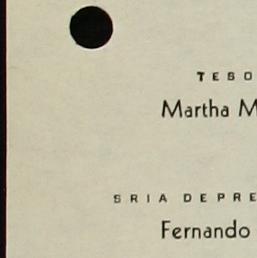 TESO
Martha M
SRIA DEPRE
Fernando